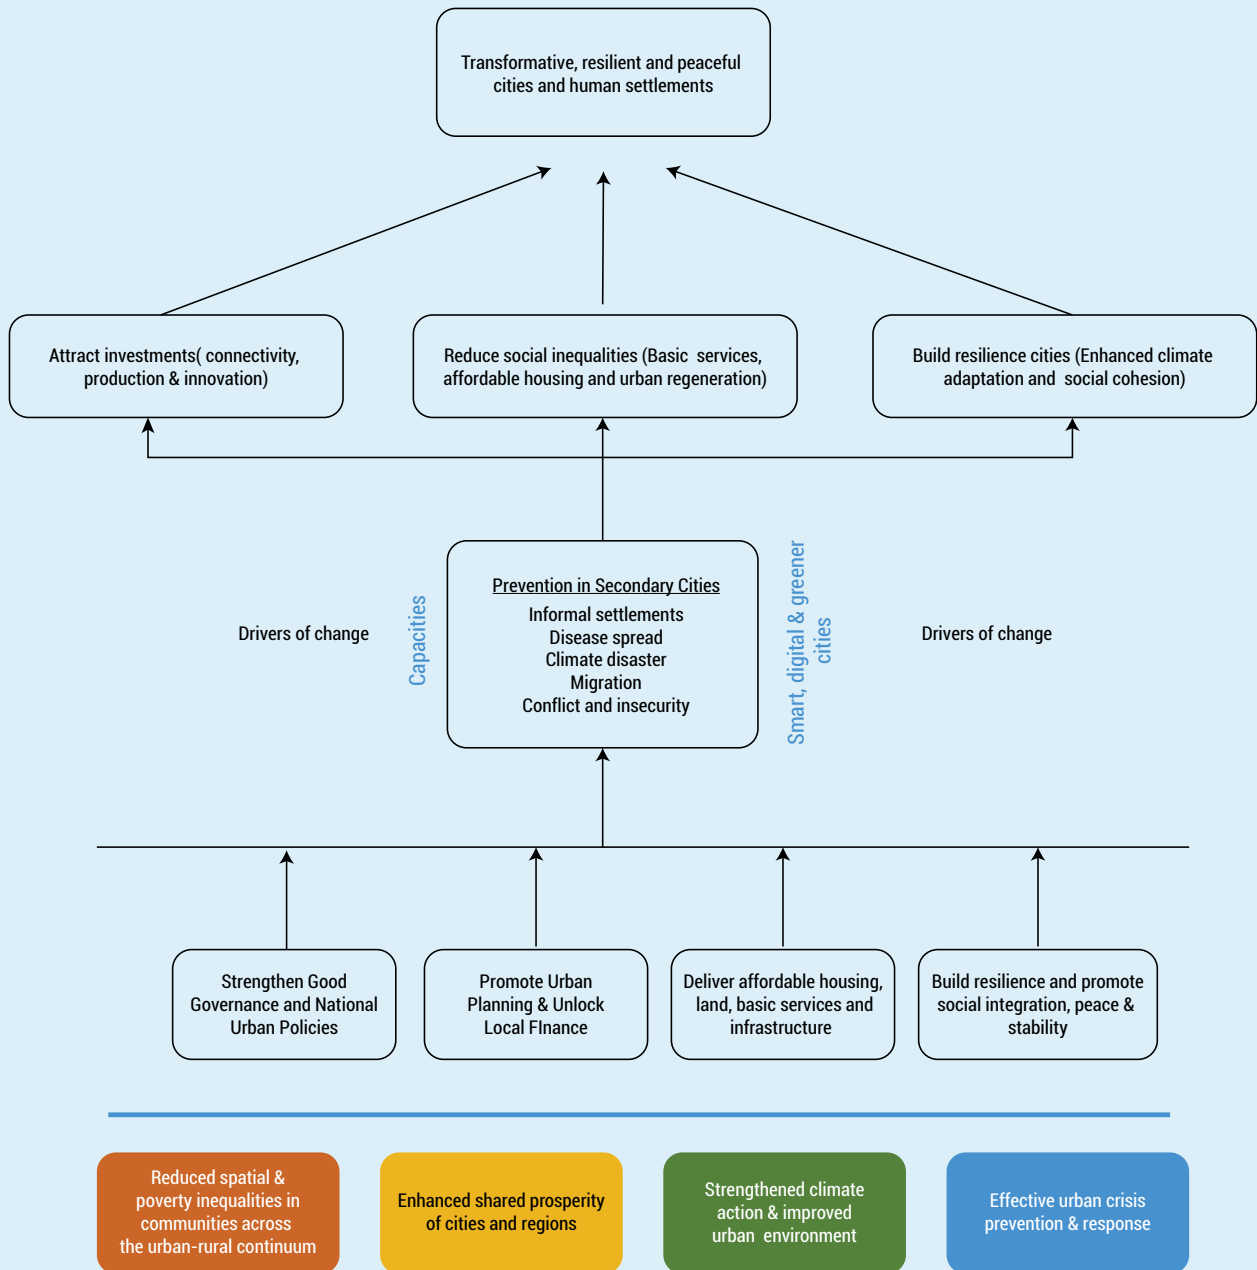 Transformative, resilient and peaceful
cities and human settlements
Attract investments( connectivity,
production & innovation)
Reduce social inequalities (Basic services,
affordable housing and urban regeneration)
Build resilience cities (Enhanced climate
adaptation and social cohesion)
Drivers of change
Capacities
Prevention in Secondary Cities
Informal settlements
Disease spread
Climate disaster
Migration
Conflict and insecurity
Smart, digital & greener
cities
Drivers of change
Strengthen Good
Governance and National
Urban Policies
Promote Urban
Planning & Unlock
Local FInance
Deliver affordable housing,
land, basic services and
infrastructure
Build resilience and promote
social integration, peace &
stability
Reduced spatial &
poverty inequalities in
communities across
the urban-rural continuum
Enhanced shared prosperity
of cities and regions
Strengthened climate
action & improved
urban environment
Effective urban crisis
prevention & response